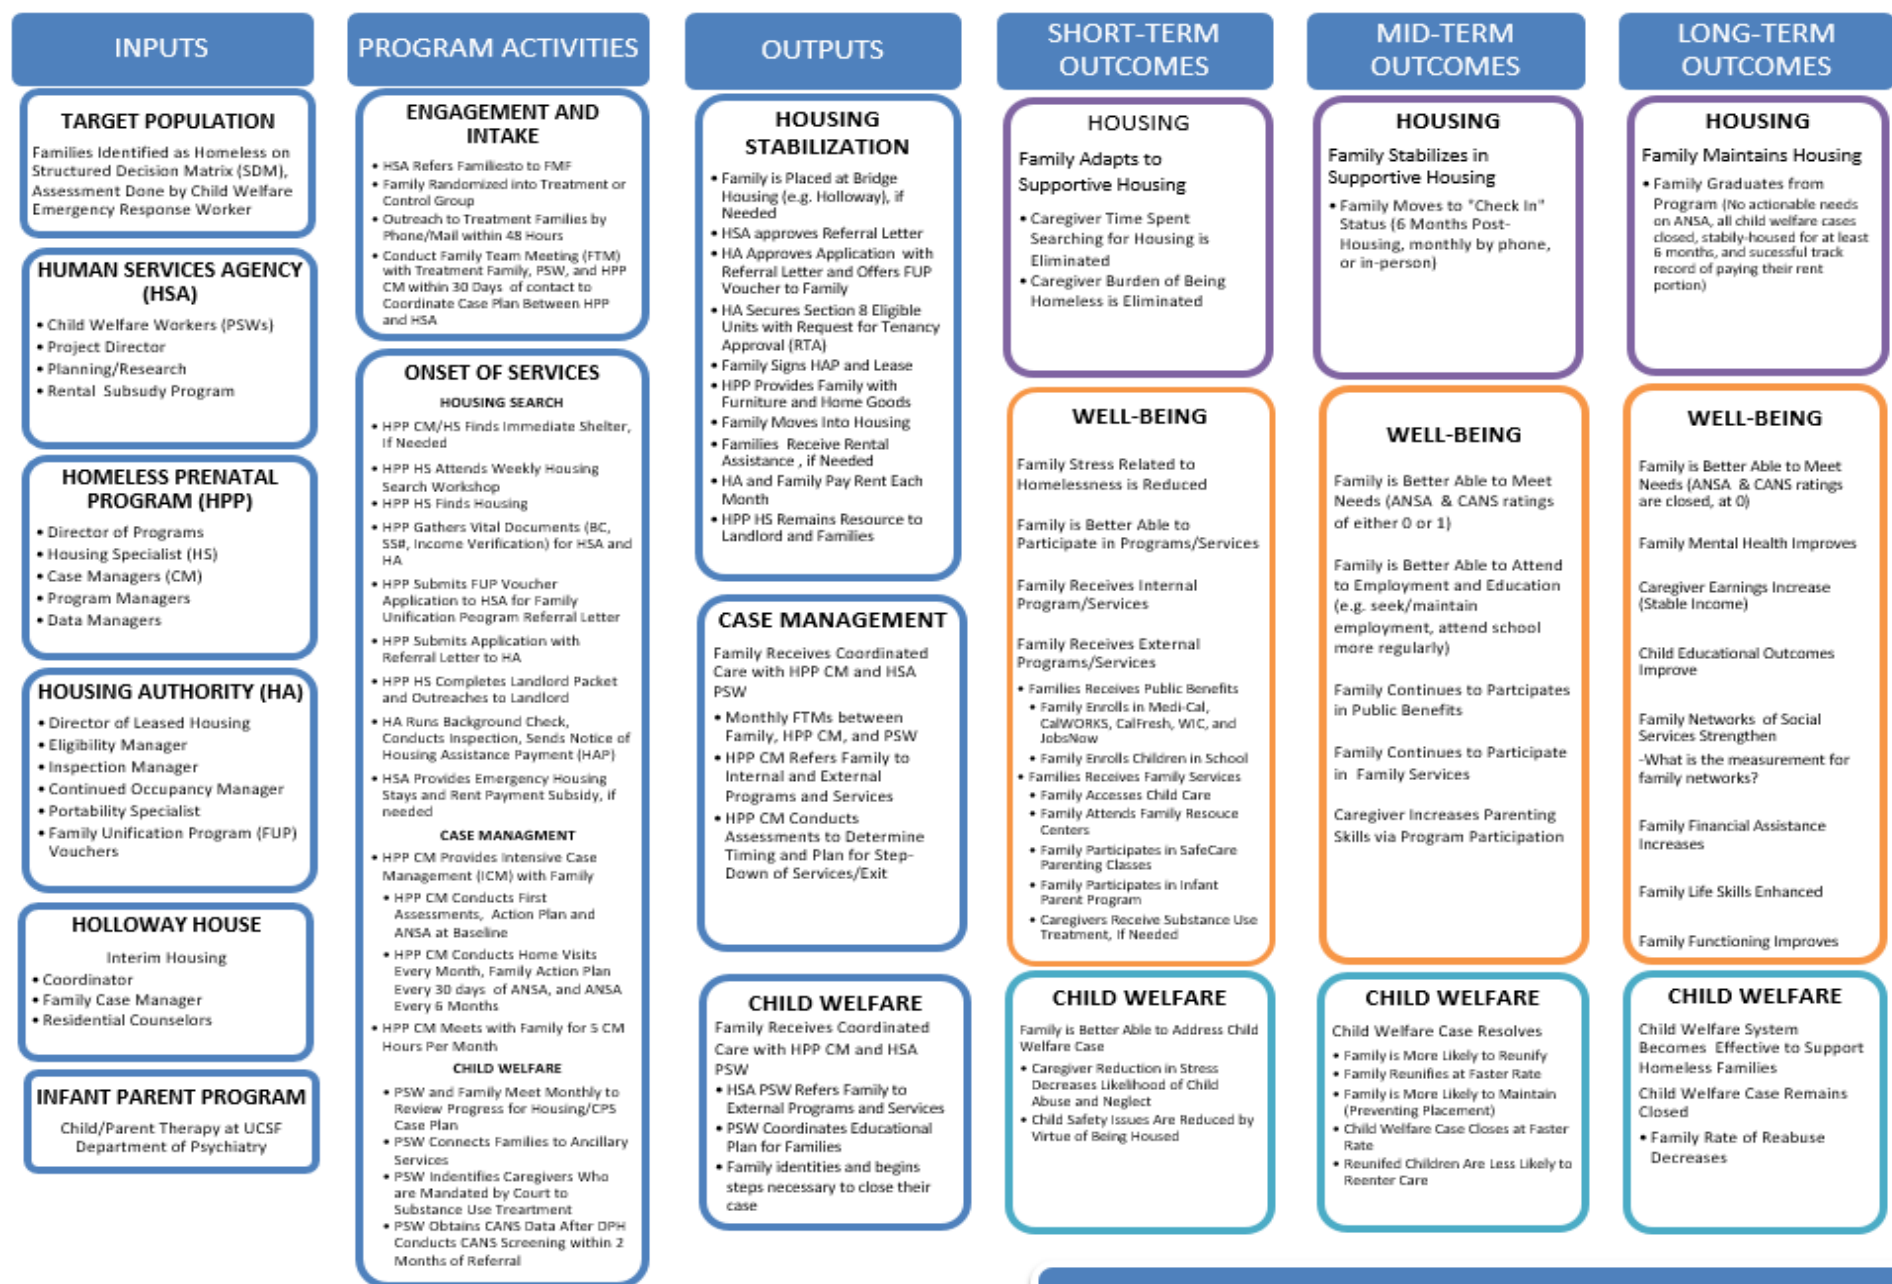 INPUTS
TARGET POPULATION
Families Identified as Homeless on
Structured Decision Matrix (SDM),
Assessment Done by Child Welfare
Emergency Response Worker
HUMAN SERVICES AGENCY
(HSA)
• Child Welfare Workers (PSWs)
• Project Director
• Planning/Research
• Rental Subsudy Program
HOMELESS PRENATAL
PROGRAM (HPP)
• Director of Programs
• Housing Specialist (HS)
• Case Managers (CM)
• Program Managers
• Data Managers
HOUSING AUTHORITY (HA)
• Director of Leased Housing
• Eligibility Manager
• Inspection Manager
• Continued Occupancy Manager
• Portability Specialist
• Family Unification Program (FUP)
Vouchers
HOLLOWAY HOUSE
Interim Housing
• Coordinator
• Family Case Manager
• Residential Counselors
INFANT PARENT PROGRAM
Child/Parent Therapy at UCSF
Department of Psychiatry
PROGRAM ACTIVITIES
ENGAGEMENT AND
INTAKE
• HSA Refers Familiesto to FMF
• Family Randomized into Treatment or
Control Group
• Outreach to Treatment Families by
Phone/Mail within 48 Hours
• Conduct Family Team Meeting (FTM)
with Treatment Family, PSW, and HPP
CM within 30 Days of contact to
Coordinate Case Plan Between HPP
and HSA
ONSET OF SERVICES
HOUSING SEARCH
• HPP CM/HS Finds Immediate Shelter,
If Needed
• HPP HS Attends Weekly Housing
Search Workshop
• HPP HS Finds Housing
• HPP Gathers Vital Documents (BC,
SS#, Income Verification) for HSA and
HA
• HPP Submits FUP Voucher
Application to HSA for Family
Unification Peogram Referral Letter
• HPP Submits Application with
Referral Letter to HA
• HPP HS Completes Landlord Packet
and Outreaches to Landlord
• HA Runs Background Check,
Conducts Inspection, Sends Notice of
Housing Assistance Payment (HAP)
• HSA Provides Emergency Housing
Stays and Rent Payment Subsidy, if
needed
CASE MANAGMENT
• HPP CM Provides Intensive Case
Management (ICM) with Family
• HPP CM Conducts First
Assessments, Action Plan and
ANSA at Baseline
• HPP CM Conducts Home Visits
Every Month, Family Action Plan
Every 30 days of ANSA, and ANSA
Every 6 Months
• HPP CM Meets with Family for 5 CM
Hours Per Month
CHILD WELFARE
• PSW and Family Meet Monthly to
Review Progress for Housing/CPS
Case Plan
• PSW Connects Families to Ancillary
Services
• PSW Indentifies Caregivers Who
are Mandated by Court to
Substance Use Treartment
• PSW Obtains CANS Data After DPH
Conducts CANS Screening within 2
Months of Referral
OUTPUTS
HOUSING
STABILIZATION
• Family is Placed at Bridge
Housing (e.g. Holloway), if
Needed
• HSA approves Referral Letter
• HA Approves Application with
Referral Letter and Offers FUP
Voucher to Family
• HA Secures Section 8 Eligible
Units with Request for Tenancy
Approval (RTA)
• Family Signs HAP and Lease
• HPP Provides Family with
Furniture and Home Goods
• Family Moves Into Housing
• Families Receive Rental
Assistance , if Needed
• HA and Family Pay Rent Each
Month
• HPP HS Remains Resource to
Landlord and Families
CASE MANAGEMENT
Family Receives Coordinated
Care with HPP CM and HSA
PSW
• Monthly FTMs between
Family, HPP CM, and PSW
• HPP CM Refers Family to
Internal and External
Programs and Services
• HPP CM Conducts
Assessments to Determine
Timing and Plan for Step-
Down of Services/Exit
CHILD WELFARE
Family Receives Coordinated
Care with HPP CM and HSA
PSW
• HSA PSW Refers Family to
External Programs and Services
• PSW Coordinates Educational
Plan for Families
• Family identities and begins
steps necessary to close their
case
SHORT-TERM
OUTCOMES
HOUSING
Family Adapts to
Supportive Housing
• Caregiver Time Spent
Searching for Housing is
Eliminated
• Caregiver Burden of Being
Homeless is Eliminated
WELL-BEING
Family Stress Related to
Homelessness is Reduced
Family is Better Able to
Participate in Programs/Services
Family Receives Internal
Program/Services
Family Receives External
Programs/Services
• Families Receives Public Benefits
• Family Enrolls in Medi-Cal,
CalWORKS, CalFresh, WIC, and
JobsNow
• Family Enrolls Children in School
• Families Receives Family Services
• Family Accesses Child Care
• Family Attends Family Resouce
Centers
• Family Participates in SafeCare
Parenting Classes
• Family Participates in Infant
Parent Program
• Caregivers Receive Substance Use
Treatment, If Needed
CHILD WELFARE
Family is Better Able to Address Child
Welfare Case
• Caregiver Reduction in Stress
Decreases Likelihood of Child
Abuse and Neglect
• Child Safety Issues Are Reduced by
Virtue of Being Housed
MID-TERM
OUTCOMES
HOUSING
Family Stabilizes in
Supportive Housing
• Family Moves to "Check In"
Status (6 Months Post-
Housing, monthly by phone,
or in-person)
WELL-BEING
Family is Better Able to Meet
Needs (ANSA & CANS ratings
of either 0 or 1)
Family is Better Able to Attend
to Employment and Education
(e.g. seek/maintain
employment, attend school
more regularly)
Family Continues to Partcipates
in Public Benefits
Family Continues to Participate
in Family Services
Caregiver Increases Parenting
Skills via Program Participation
CHILD WELFARE
Child Welfare Case Resolves
• Family is More Likely to Reunify
• Family Reunifies at Faster Rate
• Family is More Likely to Maintain
(Preventing Placement)
• Child Welfare Case Closes at Faster
Rate
• Reunifed Children Are Less Likely to
Reenter Care
LONG-TERM
OUTCOMES
HOUSING
Family Maintains Housing
• Family Graduates from
Program (No actionable needs
on ANSA, all child welfare cases
closed, stabily-housed for at least
6 months, and sucessful track
record of paying their rent
portion)
WELL-BEING
Family is Better Able to Meet
Needs (ANSA & CANS ratings
are closed, at 0)
Family Mental Health Improves
Caregiver Earnings Increase
(Stable Income)
Child Educational Outcomes
Improve
Family Networks of Social
Services Strengthen
-What is the measurement for
family networks?
Family Financial Assistance
Increases
Family Life Skills Enhanced
Family Functioning Improves
CHILD WELFARE
Child Welfare System
Becomes Effective to Support
Homeless Families
Child Welfare Case Remains
Closed
• Family Rate of Reabuse
Decreases